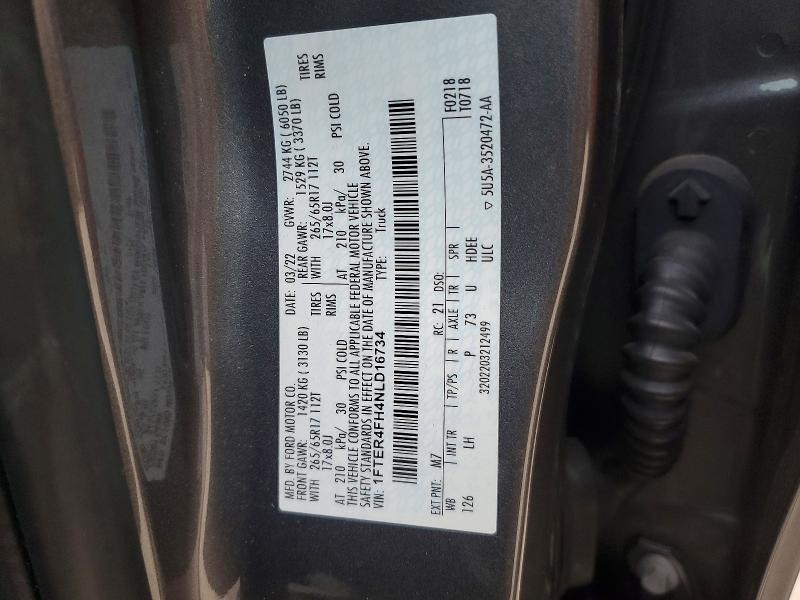 MFD. BY FORD MOTOR CO. DATE: 03/22 GVWR: 2744 KG ( 6050 LB)
FRONT GAWR: 1420 KG ( 3130 LB) REAR GAWR: 1529 KG ( 3370 LB)
WITH 265/65R17 112T TIRES WITH 265/65R17 112T TIRES
17x8.0J RIMS 17x8.0J RIMS
AT 210 kPa/ 30 PSI COLD AT 210 kPa/ 30 PSI COLD
THIS VEHICLE CONFORMS TO ALL APPLICABLE FEDERAL MOTOR VEHICLE
SAFETY STANDARDS IN EFFECT ON THE DATE OF MANUFACTURE SHOWN ABOVE.
VIN: 1FTER4FH4NLD16734 TYPE: Truck
F0218
T0718
EXT PNT: M7 RC: 21 DSO:
WB INT TR TP/PS R AXLE TR SPR
126 LH P 73 U HDEE
3202203212499 ULC ▽ 5U5A-3520472-AA